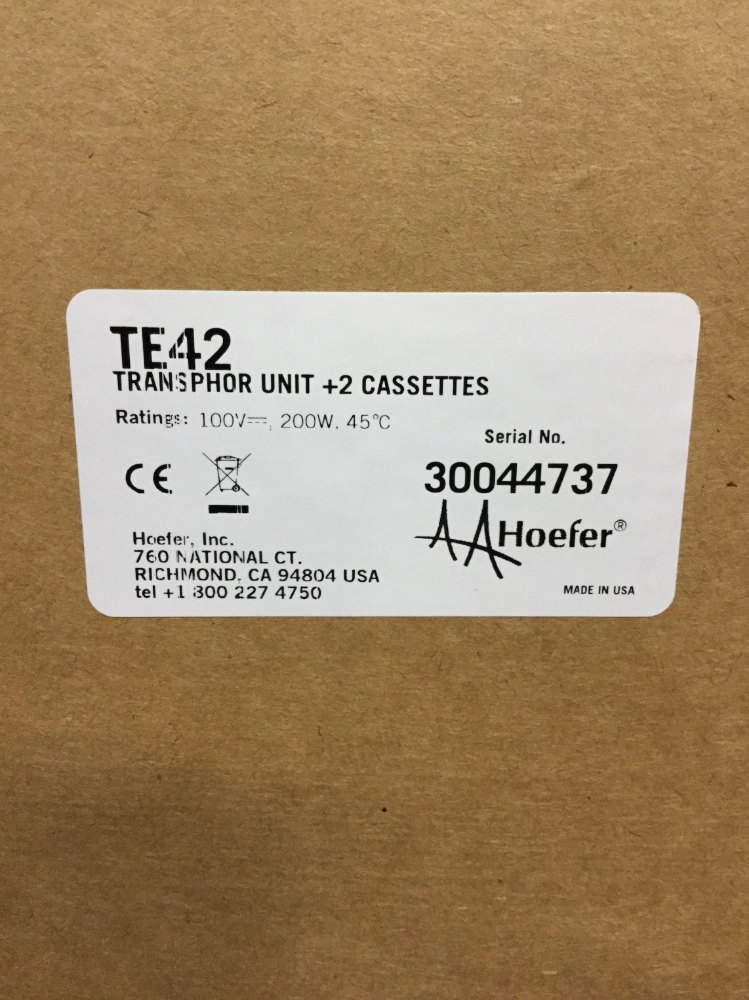 TE42
TRANSPHOR UNIT +2 CASSETTES
Ratings: 100V⎓, 200W, 45°C
Serial No.
30044737
CE
Hoefer®
Hoefer, Inc.
760 NATIONAL CT.
RICHMOND, CA 94804 USA
tel +1 800 227 4750
MADE IN USA